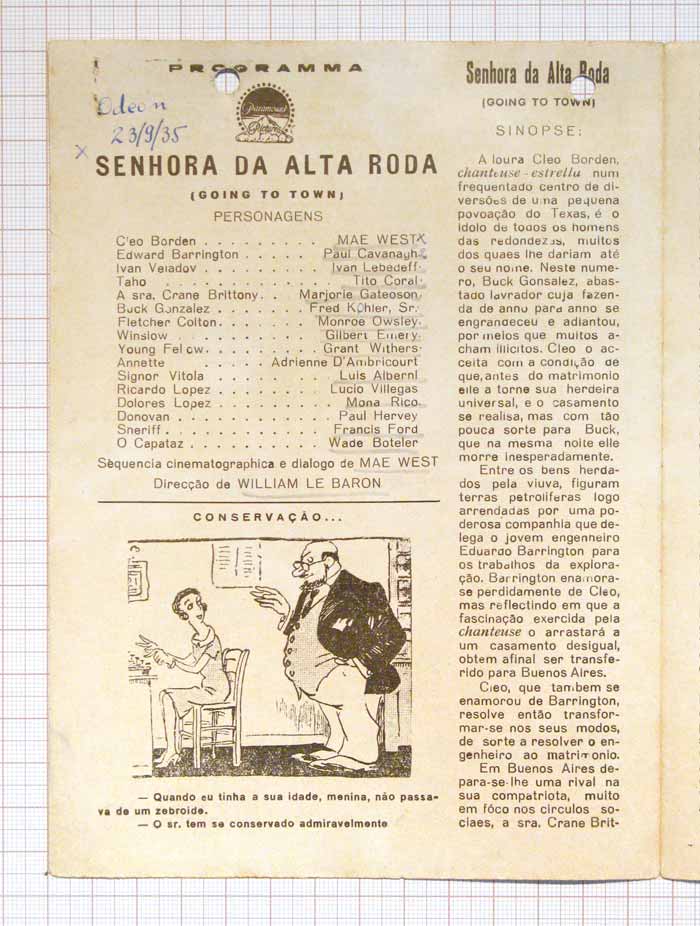 PROGRAMMA
Odeon
23/9/35
Paramount
Pictures
x
SENHORA DA ALTA RODA
(GOING TO TOWN)
PERSONAGENS
Cleo Borden . . . . . . . . . MAE WEST x
Edward Barrington . . . . . Paul Cavanagh
Ivan Veladov . . . . . . . . Ivan Lebedeff
Taho . . . . . . . . . . . Tito Coral
A sra. Crane Brittony . . Marjorie Gateoson
Buck Gonzalez . . . . . . Fred Kohler, Sr.
Fletcher Colton . . . . . . Monroe Owsley
Winslow . . . . . . . . . Gilbert Emery
Young Fellow . . . . . . . Grant Withers
Annette . . . . . Adrienne D'Ambricourt
Signor Vitola . . . . . . . . Luis Alberni
Ricardo Lopez . . . . . . . Lucio Villegas
Dolores Lopez . . . . . . . . Mona Rico
Donovan . . . . . . . . . . Paul Hervey
Sheriff . . . . . . . . . . Francis Ford
O Capataz . . . . . . . . . Wade Boteler
Sèquencia cinematographica e dialogo de MAE WEST
Direcção de WILLIAM LE BARON
CONSERVAÇÃO...
— Quando eu tinha a sua idade, menina, não passa-
va de um zebroide.
— O sr. tem se conservado admiravelmente
Senhora da Alta Roda
(GOING TO TOWN)
SINOPSE:
A loura Cleo Borden,
chanteuse-estrella num
frequentado centro de di-
versões de uma pequena
povoação do Texas, é o
idolo de todos os homens
das redondezas, muitos
dos quaes lhe dariam até
o seu nome. Neste nume-
ro, Buck Gonsalez, abas-
tado lavrador cuja fazen-
da de anno para anno se
engrandeceu e adiantou,
por meios que muitos a-
cham illicitos. Cleo o ac-
ceita com a condição de
que, antes do matrimonio
elle a torne sua herdeira
universal, e o casamento
se realisa, mas com tão
pouca sorte para Buck,
que na mesma noite elle
morre inesperadamente.
Entre os bens herda-
dos pela viuva, figuram
terras petroliferas logo
arrendadas por uma po-
derosa companhia que de-
lega o jovem engenneiro
Eduardo Barrington para
os trabalhos da explora-
ção. Barrington enamora-
se perdidamente de Cleo,
mas reflectindo em que a
fascinação exercida pela
chanteuse o arrastará a
um casamento desigual,
obtem afinal ser transfe-
rido para Buenos Aires.
Cleo, que tambem se
enamorou de Barrington,
resolve então transfor-
mar-se nos seus modos,
de sorte a resolver o en-
genheiro ao matrimonio.
Em Buenos Aires de-
para-se-lhe uma rival na
sua compatriota, muito
em fóco nos circulos so-
ciaes, a sra. Crane Brit-